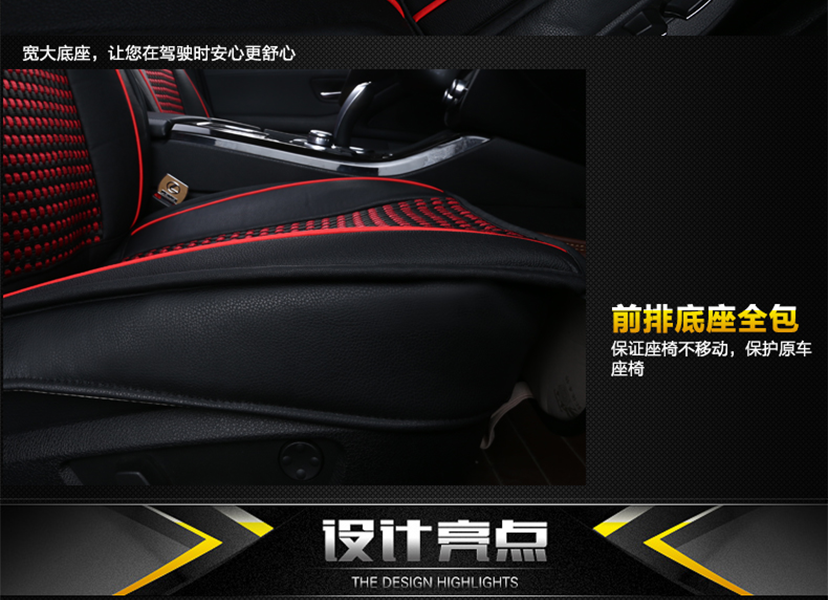 宽大底座，让您在驾驶时安心更舒心
前排底座全包
保证座椅不移动，保护原车
座椅
设计亮点
THE DESIGN HIGHLIGHTS